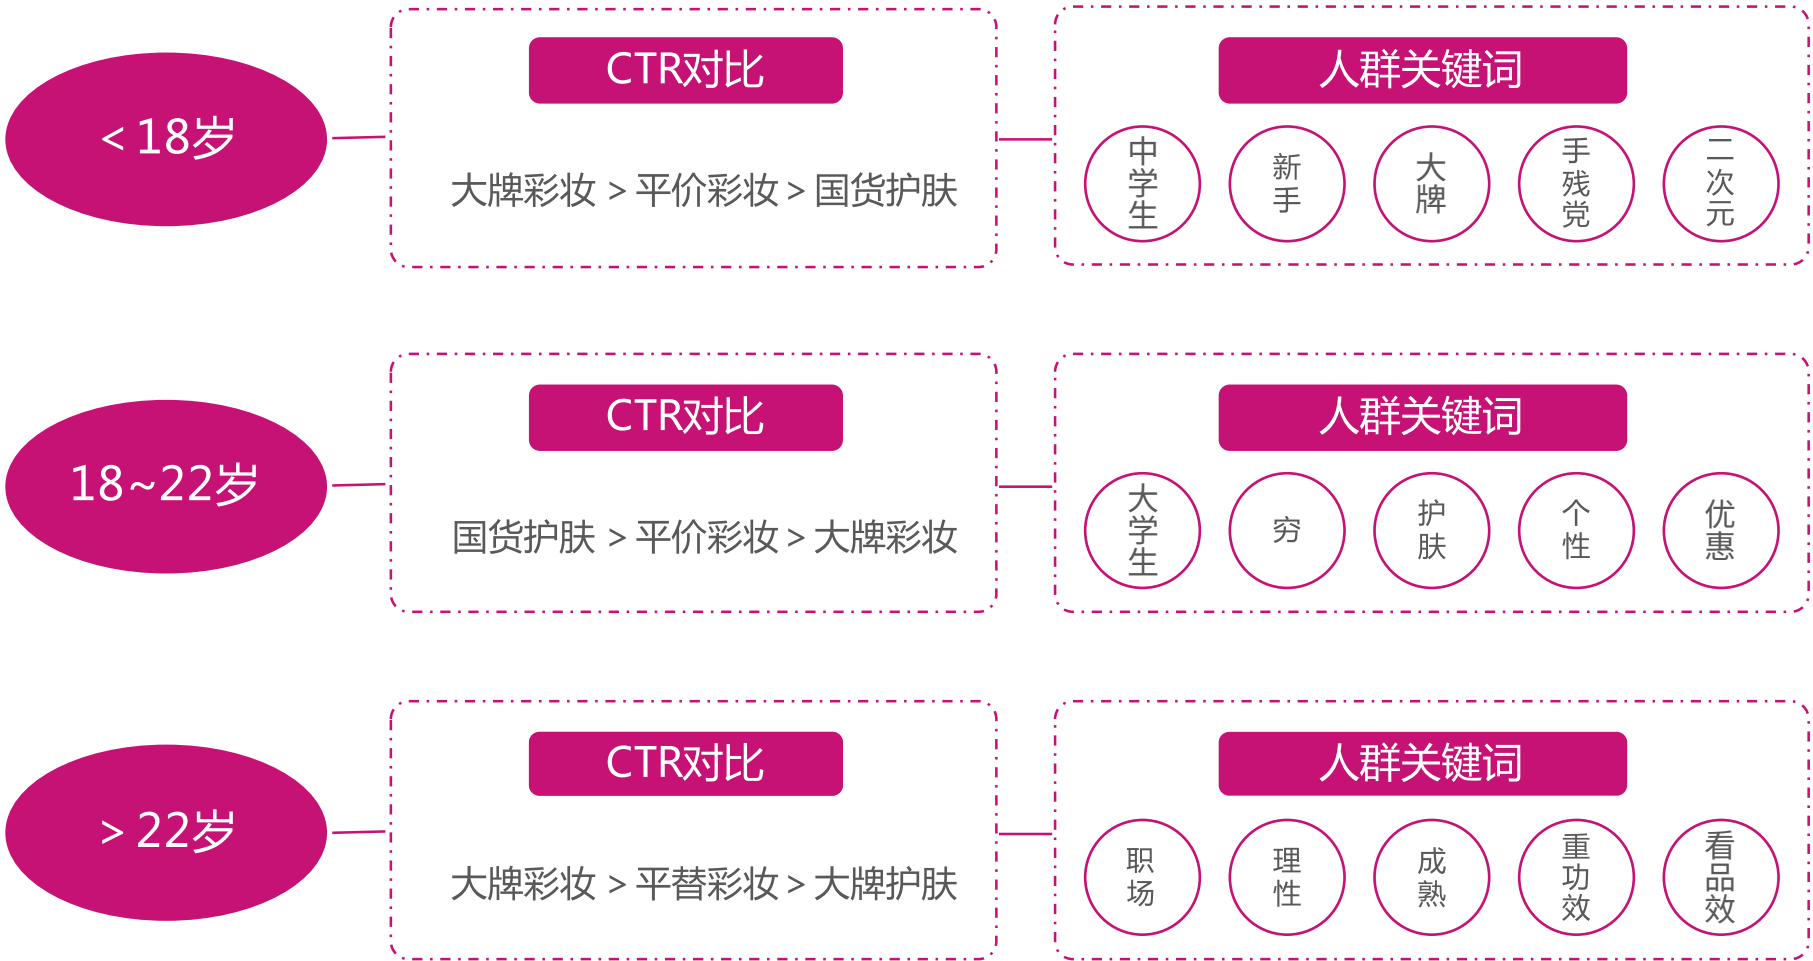 <18岁
CTR对比
大牌彩妆 > 平价彩妆 > 国货护肤
人群关键词
中学生
新手
大牌
手残党
二次元
18~22岁
CTR对比
国货护肤 > 平价彩妆 > 大牌彩妆
人群关键词
大学生
穷
护肤
个性
优惠
>22岁
CTR对比
大牌彩妆 > 平替彩妆 > 大牌护肤
人群关键词
职场
理性
成熟
重功效
看品效